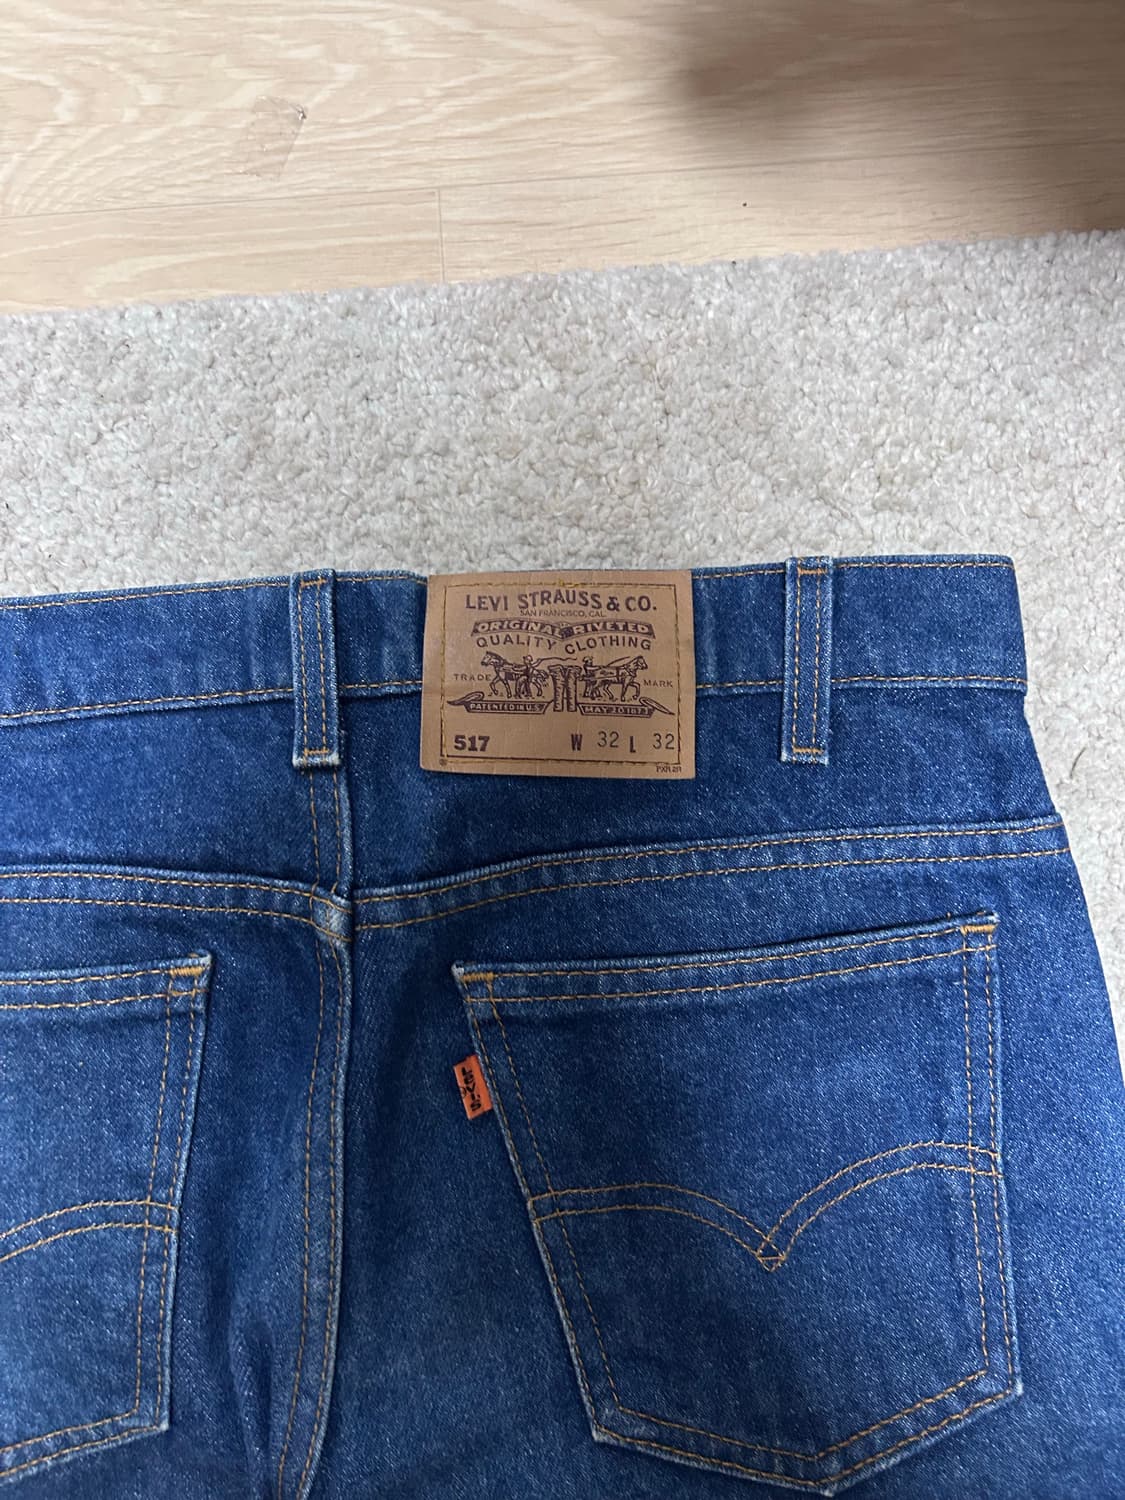 LEVI STRAUSS & CO.
SAN FRANCISCO, CAL.
ORIGINAL RIVETED
QUALITY CLOTHING
TRADE MARK
PATENTED IN U.S. MAY 20 1873
517 W 32 L 32
®
Levi's